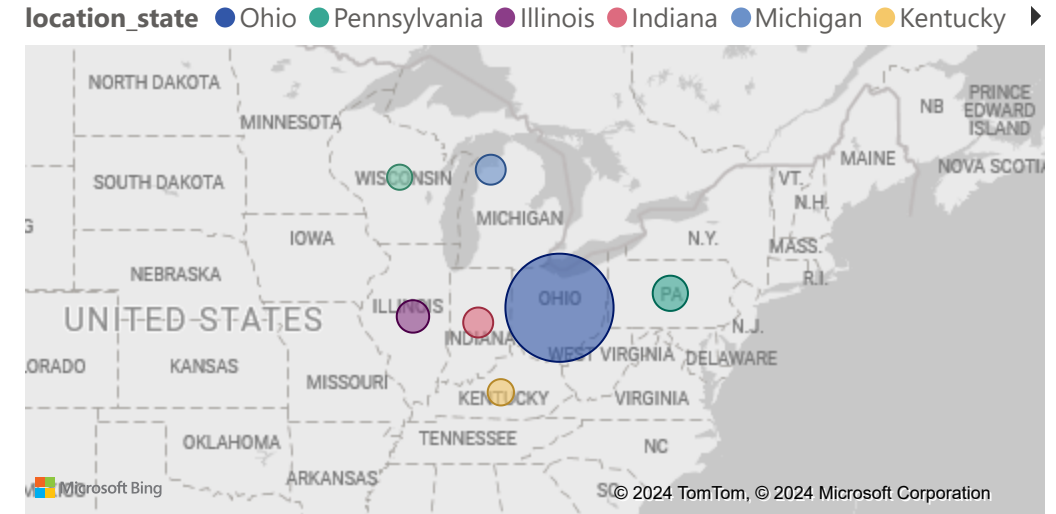 location_state Ohio Pennsylvania Illinois Indiana Michigan Kentucky
NORTH DAKOTA
MINNESOTA
NB
PRINCE
EDWARD
ISLAND
SOUTH DAKOTA
WISCONSIN
MAINE
NOVA SCOTIA
VT.
N.H.
MICHIGAN
IOWA
N.Y.
MASS.
NEBRASKA
R.I.
OHIO
PA
ILLINOIS
UNITED STATES
INDIANA
N.J.
WEST VIRGINIA
DELAWARE
ORADO
KANSAS
MISSOURI
KENTUCKY
VIRGINIA
OKLAHOMA
TENNESSEE
NC
ARKANSAS
Microsoft Bing
SC
© 2024 TomTom, © 2024 Microsoft Corporation